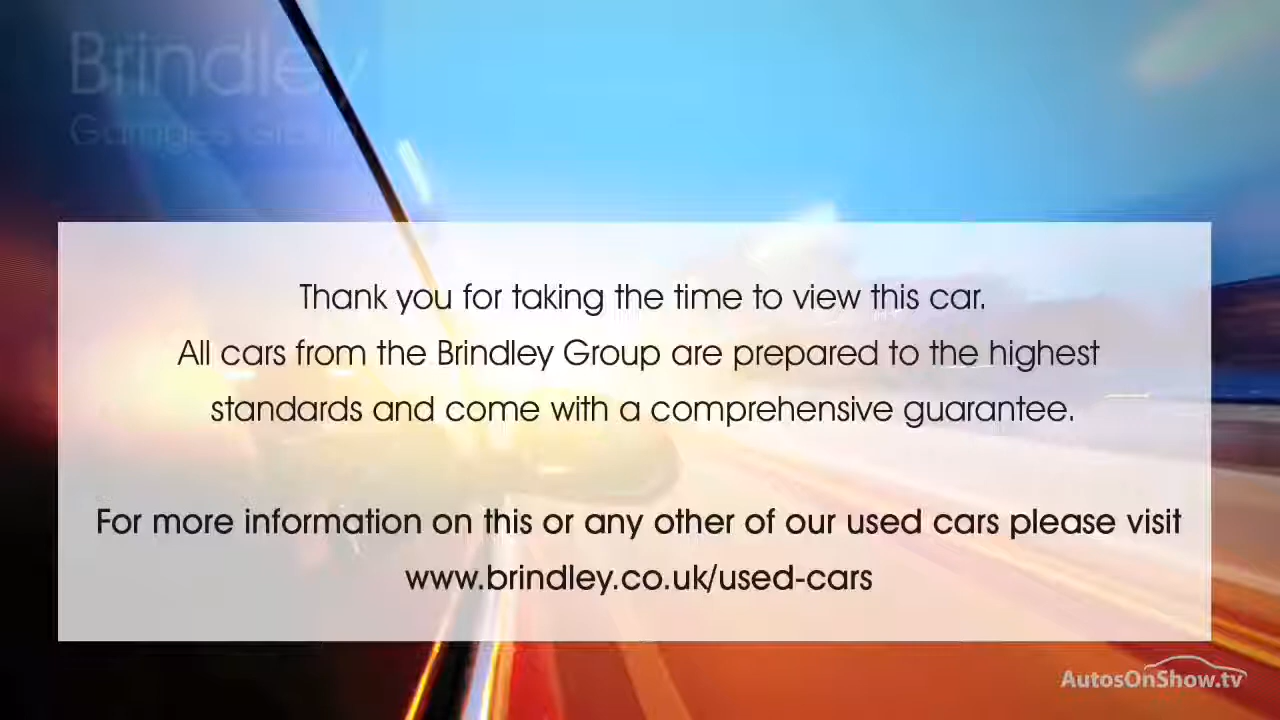 Brindley
Garages Group
Thank you for taking the time to view this car.
All cars from the Brindley Group are prepared to the highest
standards and come with a comprehensive guarantee.
For more information on this or any other of our used cars please visit
www.brindley.co.uk/used-cars
AutosOnShow.tv